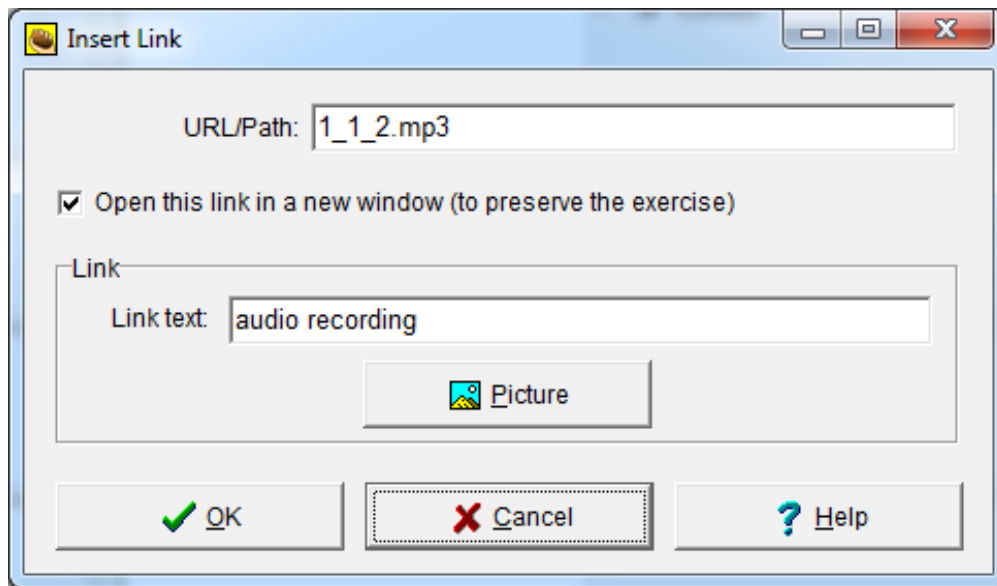 Insert Link
URL/Path: 1_1_2.mp3
Open this link in a new window (to preserve the exercise)
Link
Link text: audio recording
Picture
OK Cancel Help